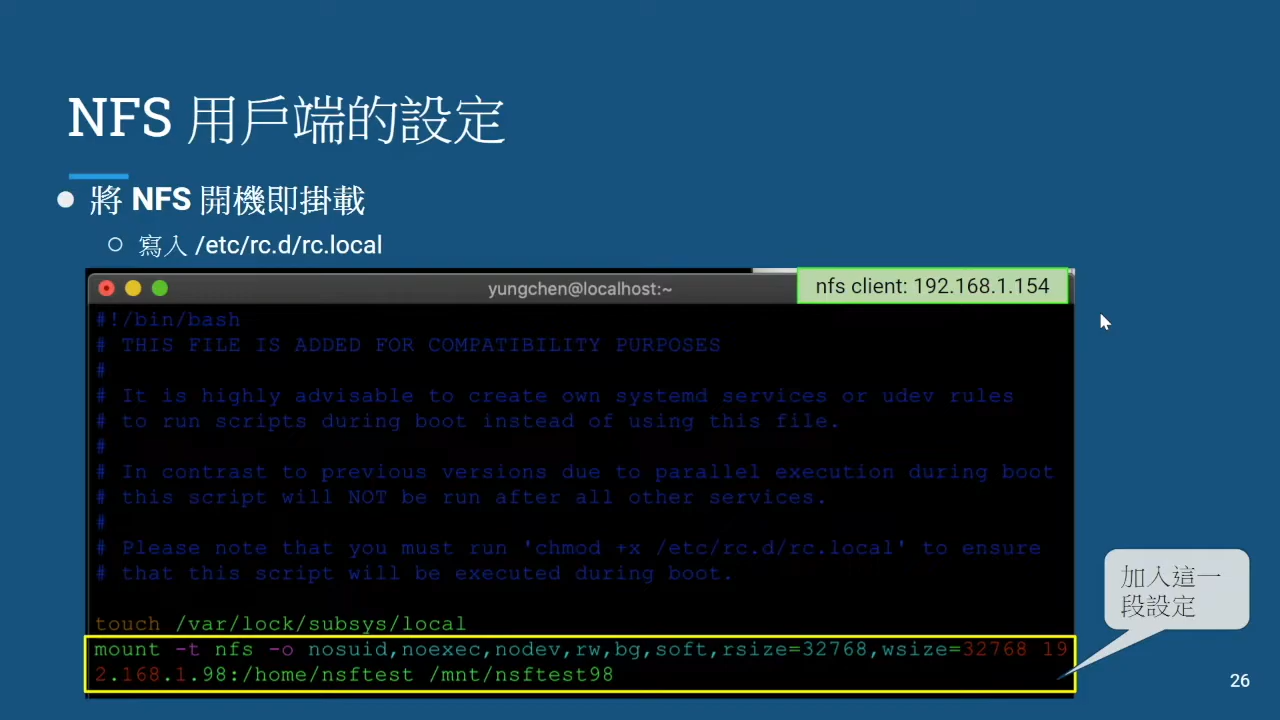 NFS 用戶端的設定
將 NFS 開機即掛載
寫入 /etc/rc.d/rc.local
yungchen@localhost:~
nfs client: 192.168.1.154
#!/bin/bash
# THIS FILE IS ADDED FOR COMPATIBILITY PURPOSES
#
# It is highly advisable to create own systemd services or udev rules
# to run scripts during boot instead of using this file.
#
# In contrast to previous versions due to parallel execution during boot
# this script will NOT be run after all other services.
#
# Please note that you must run 'chmod +x /etc/rc.d/rc.local' to ensure
# that this script will be executed during boot.
touch /var/lock/subsys/local
mount -t nfs -o nosuid,noexec,nodev,rw,bg,soft,rsize=32768,wsize=32768 19
2.168.1.98:/home/nsftest /mnt/nsftest98
加入這一
段設定
26